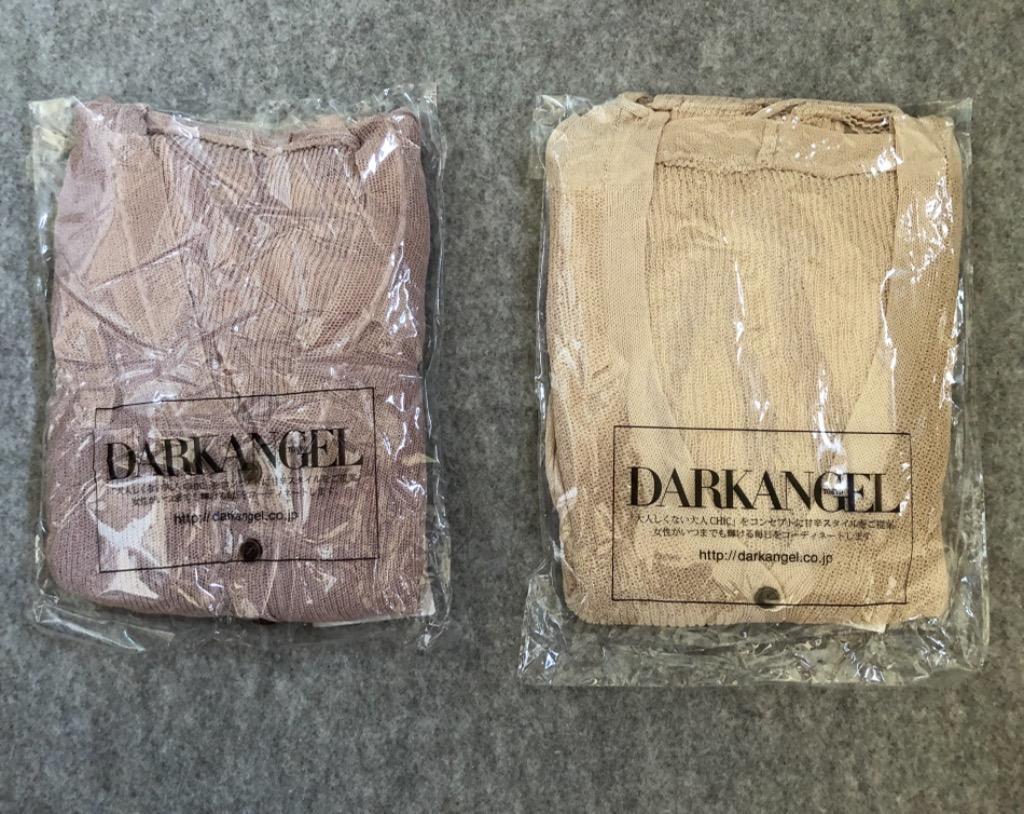 DARKANGEL
http://darkangel.co.jp
DARKANGEL
「大人しくない大人CHIC」をコンセプトに甘辛スタイルをご提案。
女性がいつまでも輝ける毎日をコーディネートします。
http://darkangel.co.jp